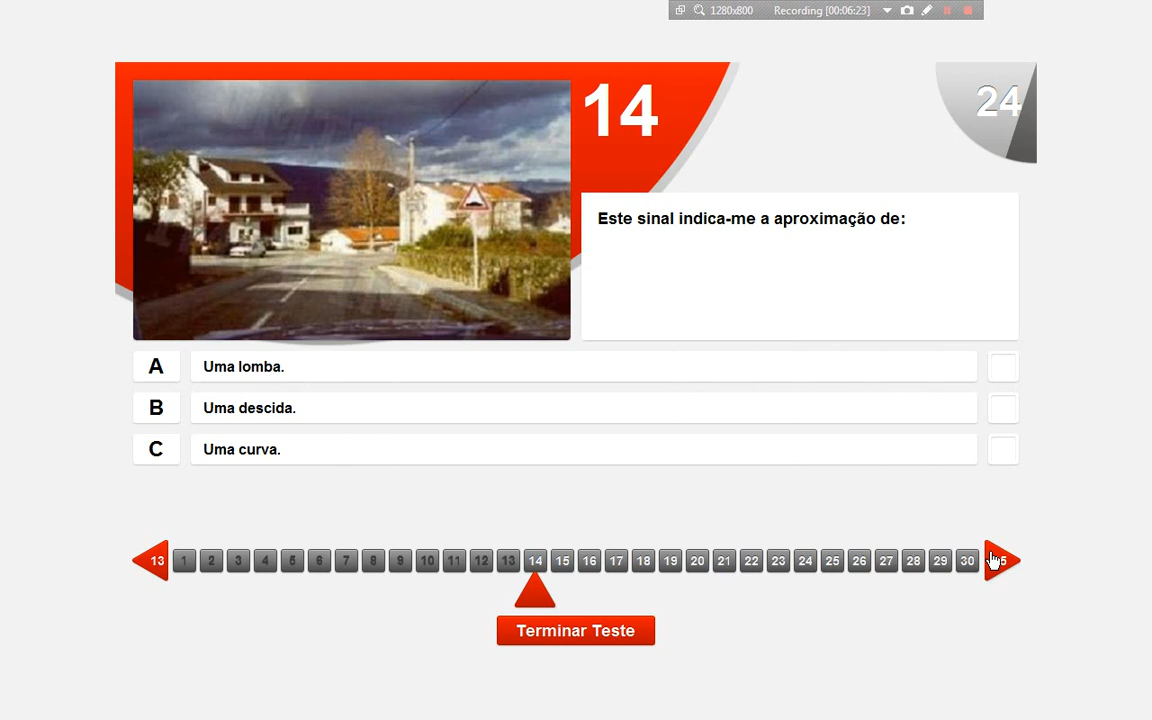 1280x800 Recording [00:06:23]
14
24
Este sinal indica-me a aproximação de:
A Uma lomba.
B Uma descida.
C Uma curva.
13 1 2 3 4 5 6 7 8 9 10 11 12 13 14 15 16 17 18 19 20 21 22 23 24 25 26 27 28 29 30
Terminar Teste